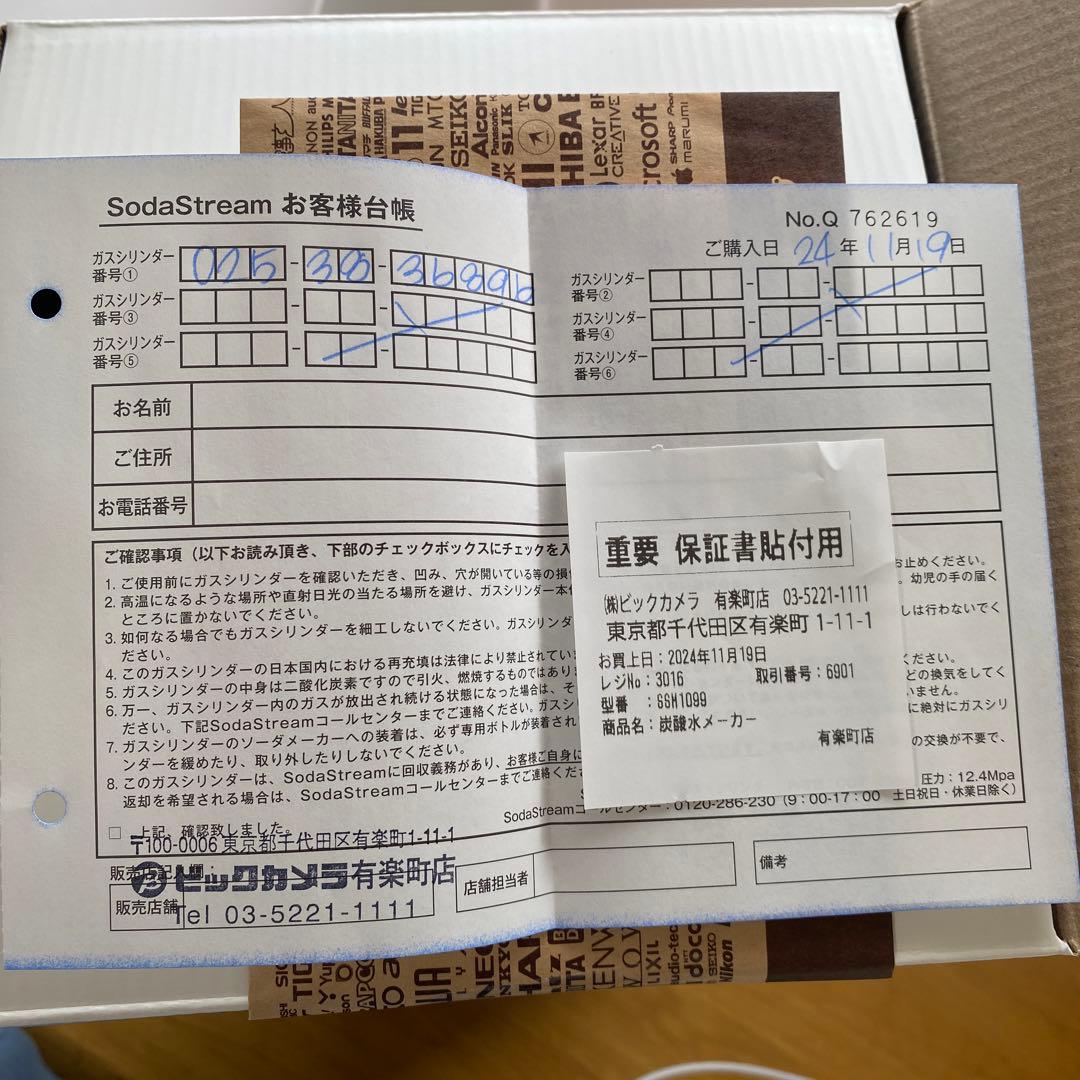 SEIKO
Alcon
Lexar
CREATIVE
SHARP
MARUMI
SodaStream お客様台帳
No.Q 762619
ご購入日 24年11月19日
ガスシリンダー番号①
ガスシリンダー番号②
ガスシリンダー番号③
ガスシリンダー番号④
ガスシリンダー番号⑤
ガスシリンダー番号⑥
お名前
ご住所
お電話番号
ご確認事項（以下お読み頂き、下部のチェックボックスにチェックを入
1. ご使用前にガスシリンダーを確認いただき、凹み、穴が開いている等の損
お止めください。
2. 高温になるような場所や直射日光の当たる場所を避け、ガスシリンダー本
幼児の手の届く
ところに置かないでください。
3. 如何なる場合でもガスシリンダーを細工しないでください。ガスシリンダ
しは行わないでく
ださい。
4. このガスシリンダーの日本国内における再充填は法律により禁止されてい
ください。
5. ガスシリンダーの中身は二酸化炭素ですので引火、燃焼するものではあり
どの換気をしてく
6. 万一、ガスシリンダー内のガスが放出され続ける状態になった場合は、そ
いません。
ださい。下記SodaStreamコールセンターまでご連絡ください。ガスシ
に絶対にガスシリ
7. ガスシリンダーのソーダメーカーへの装着は、必ず専用ボトルが装着され
ンダーを緩めたり、取り外したりしないでください。
の交換が不要で、
8. このガスシリンダーは、SodaStreamに回収義務があり、お客様ご自身に
返却を希望される場合は、SodaStreamコールセンターまでご連絡くださ
圧力：12.4Mpa
SodaStreamコールセンター：0120-286-230（9：00-17：00 土日祝日・休業日除く）
重要 保証書貼付用
㈱ビックカメラ 有楽町店 03-5221-1111
東京都千代田区有楽町 1-11-1
お買上日：2024年11月19日
レジNo：3016 取引番号：6901
型番 ：SSM1099
商品名：炭酸水メーカー
有楽町店
□ 上記、確認致しました。
〒100-0006 東京都千代田区有楽町1-11-1
販売店記入欄：
ビックカメラ有楽町店
販売店舗
Tel 03-5221-1111
店舗担当者
備考
LIXIL
SEIKO
Nikon